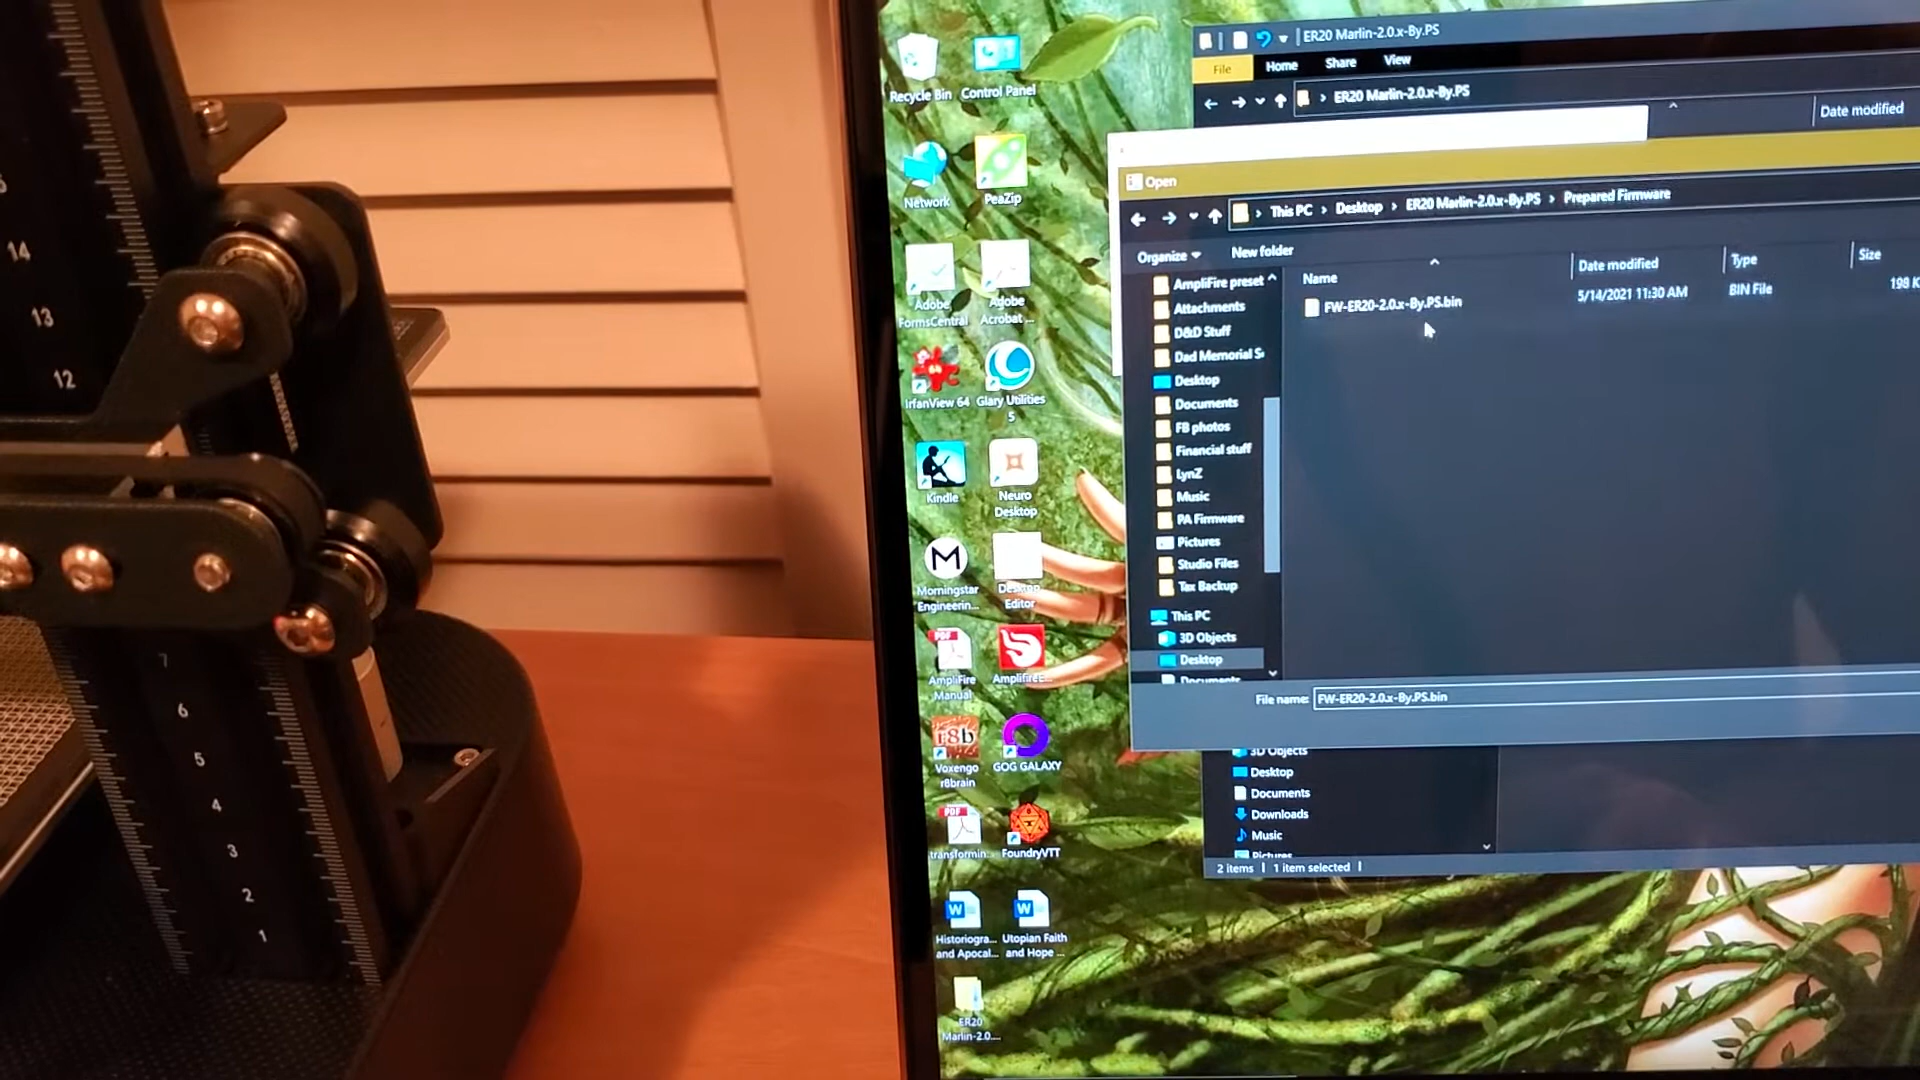 14
13
12
7
6
5
4
3
2
1
Recycle Bin
Control Panel
Network
PeaZip
Adobe
FormsCentral
Adobe
Acrobat ...
IrfanView 64
Glary Utilities
5
Kindle
Neuro
Desktop
M
Morningstar
Engineerin...
Desktop
Editor
PDF
AmpliFire
Manual
AmplifireE...
r8b
Voxengo
r8brain
GOG GALAXY
PDF
transformin...
FoundryVTT
W
Historiogra...
and Apocal...
W
Utopian Faith
and Hope ...
ER20
Marlin-2.0....
ER20 Marlin-2.0.x-By.PS
File Home Share View
ER20 Marlin-2.0.x-By.PS
Date modified
Open
This PC > Desktop > ER20 Marlin-2.0.x-By.PS > Prepared Firmware
Organize New folder
Name Date modified Type Size
FW-ER20-2.0.x-By.PS.bin 5/14/2021 11:30 AM BIN File 198 K
AmpliFire preset
Attachments
D&D Stuff
Dad Memorial S
Desktop
Documents
FB photos
Financial stuff
LynZ
Music
PA Firmware
Pictures
Studio Files
Tax Backup
This PC
3D Objects
Desktop
Documents
File name: FW-ER20-2.0.x-By.PS.bin
3D Objects
Desktop
Documents
Downloads
Music
Pictures
2 items 1 item selected